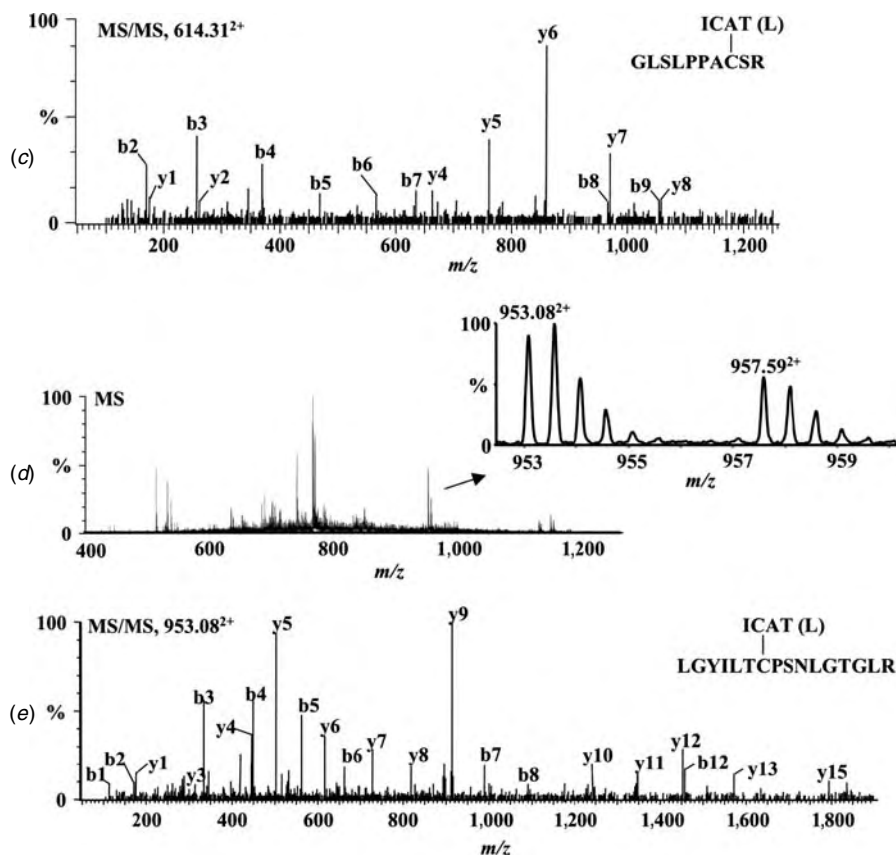 100
MS/MS, 614.31²⁺
y6
ICAT (L)
GLSLPPACSR
%
(c)
b3
y5
y7
b2
b4
y1
y2
b5
b6
b7
y4
b8
b9
y8
0
200
400
600
800
1,000
1,200
m/z
953.08²⁺
100
957.59²⁺
%
0
953
955
957
959
m/z
100
MS
%
(d)
0
400
600
800
1,000
1,200
m/z
100
MS/MS, 953.08²⁺
y5
y9
ICAT (L)
LGYILTCPSNLGTGLR
%
(e)
b3
b4
b5
y4
y6
b2
y1
b6
y7
y8
b7
y10
y12
y11
b12
y13
b1
y3
b8
y15
0
200
400
600
800
1,000
1,200
1,400
1,600
1,800
m/z